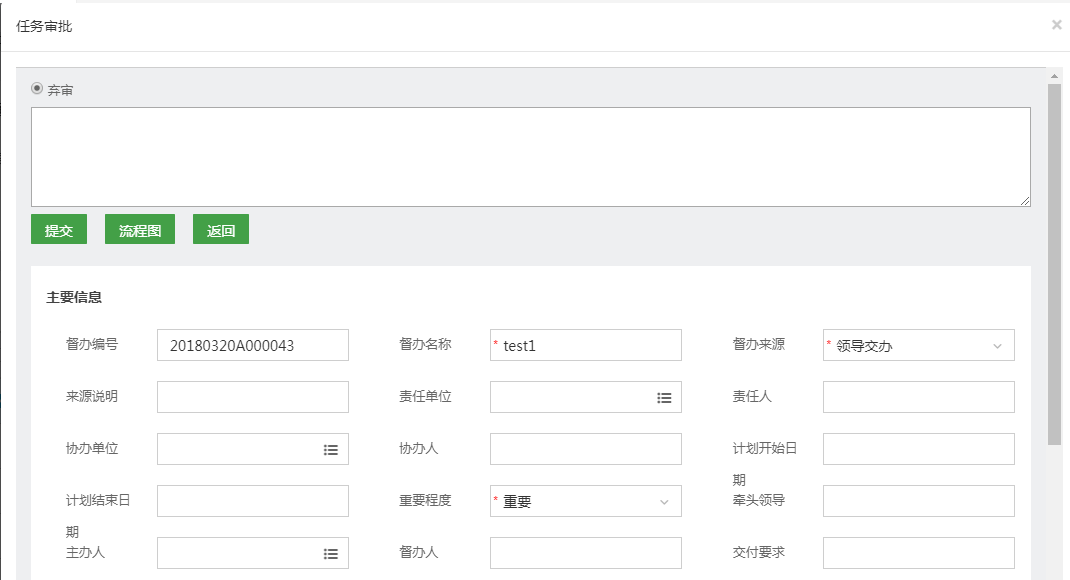 任务审批
弃审
提交 流程图 返回
主要信息
督办编号 20180320A000043 督办名称 * test1 督办来源 * 领导交办
来源说明 责任单位 责任人
协办单位 协办人 计划开始日
期
计划结束日 重要程度 * 重要 牵头领导
期
主办人 督办人 交付要求